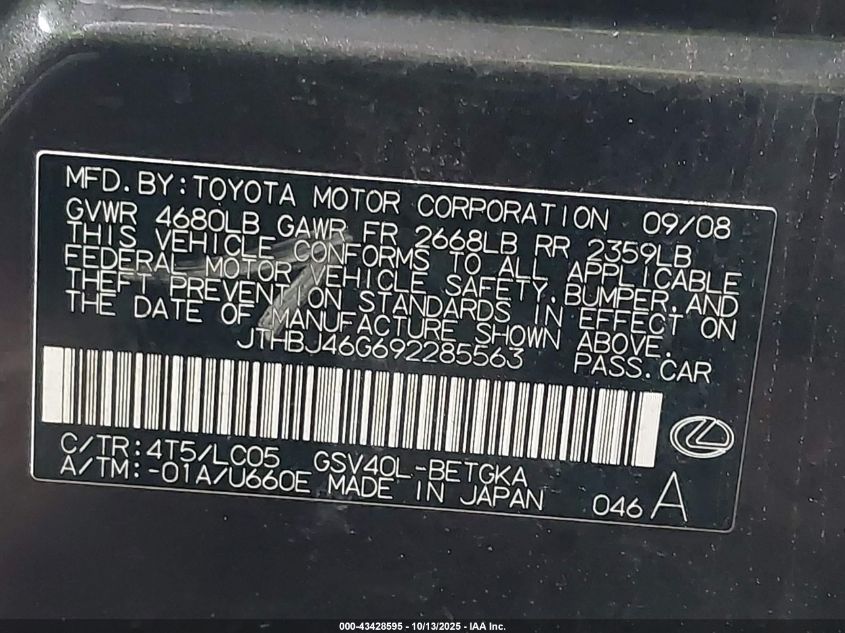 MFD.BY:TOYOTA MOTOR CORPORATION 09/08
GVWR 4680LB GAWR FR 2668LB RR 2359LB
THIS VEHICLE CONFORMS TO ALL APPLICABLE
FEDERAL MOTOR VEHICLE SAFETY,BUMPER,AND
THEFT PREVENTION STANDARDS IN EFFECT ON
THE DATE OF MANUFACTURE SHOWN ABOVE.
JTHBJ46G692285563 PASS.CAR
C/TR:4T5/LC05 GSV40L-BETGKA
A/TM:-01A/U660E MADE IN JAPAN 046 A
000-43428595 - 10/13/2025 - IAA Inc.